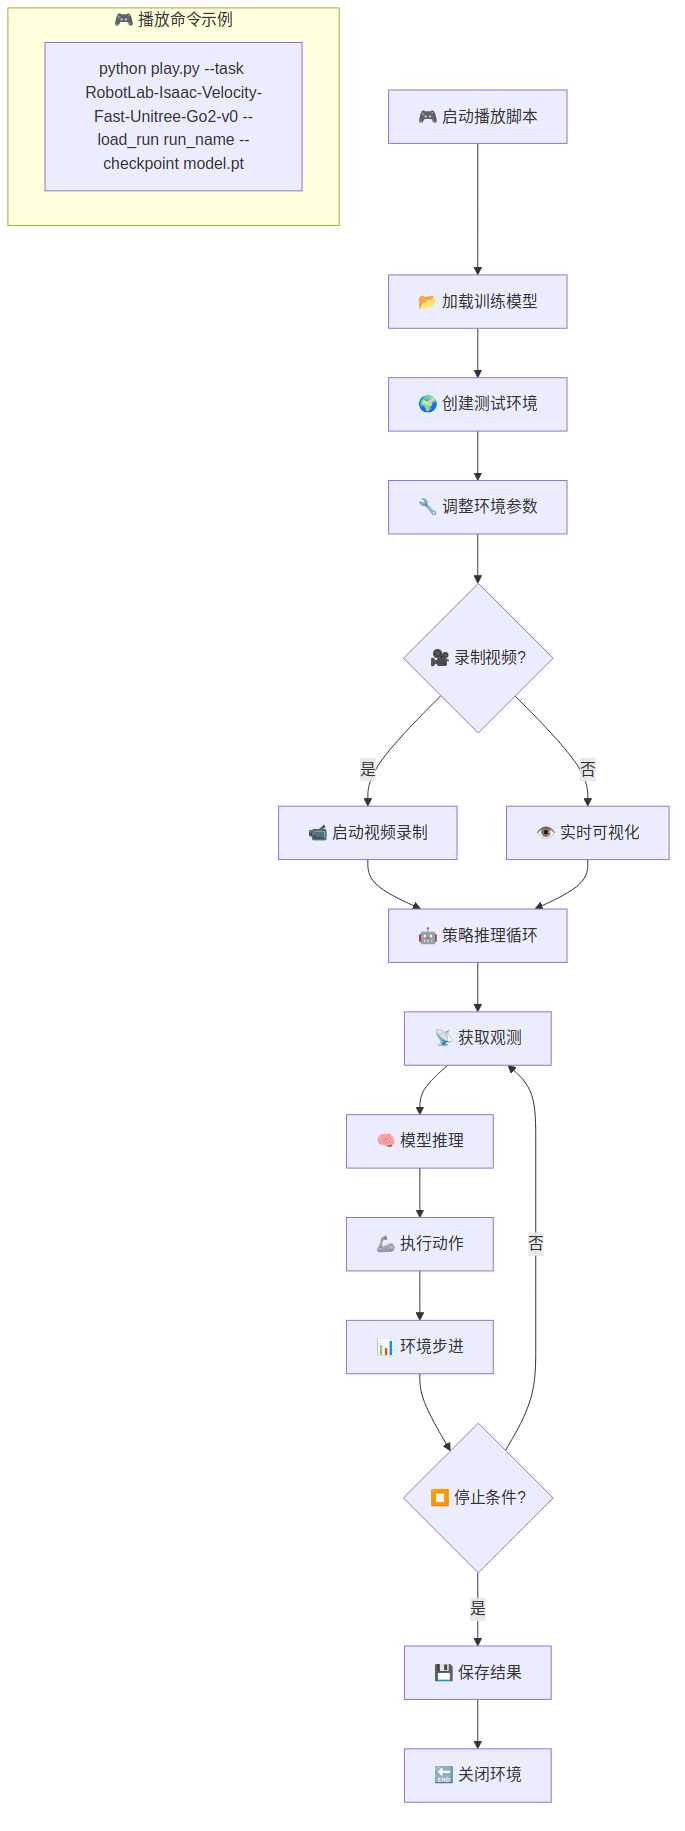 🎮 播放命令示例
python play.py --task
RobotLab-Isaac-Velocity-
Fast-Unitree-Go2-v0 --
load_run run_name --
checkpoint model.pt
🎮 启动播放脚本
📂 加载训练模型
🌍 创建测试环境
🔧 调整环境参数
🎥 录制视频?
是
否
📹 启动视频录制
👁️ 实时可视化
🤖 策略推理循环
📡 获取观测
🧠 模型推理
🦾 执行动作
否
📊 环境步进
⏹️ 停止条件?
是
💾 保存结果
🔚 关闭环境